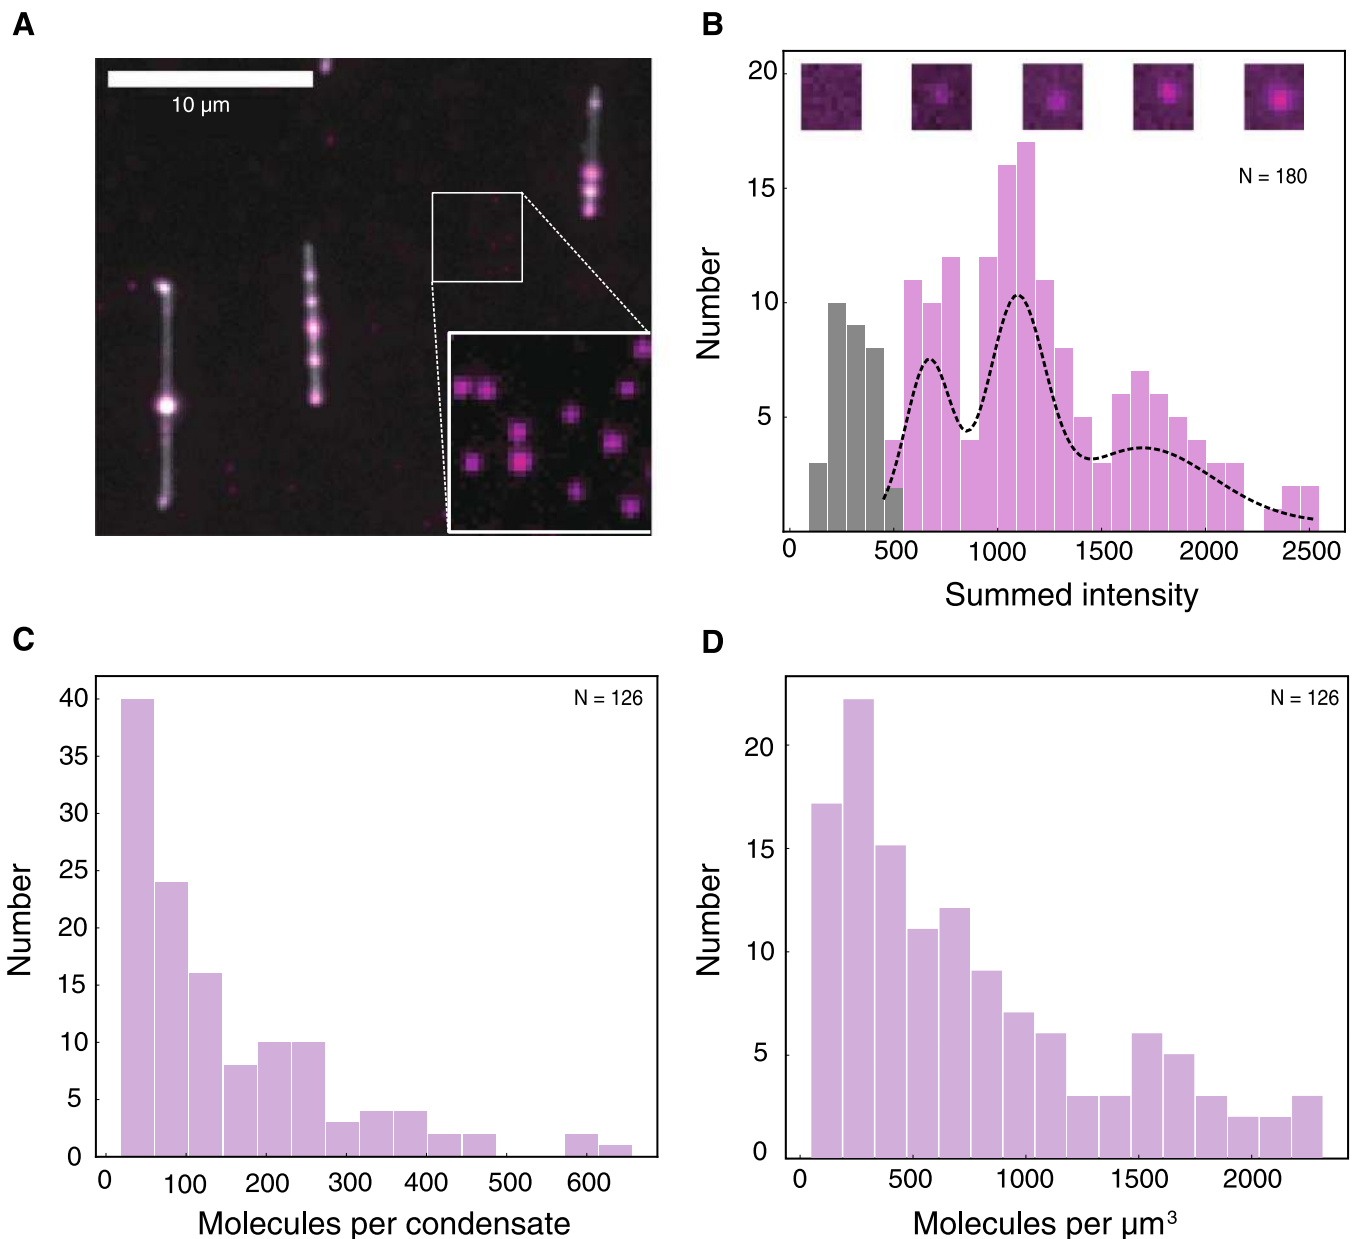 A
10 µm
B
20
15
10
5
Number
N = 180
0 500 1000 1500 2000 2500
Summed intensity
C
40
35
30
25
20
15
10
5
0
Number
N = 126
0 100 200 300 400 500 600
Molecules per condensate
D
20
15
10
5
0
Number
N = 126
0 500 1000 1500 2000
Molecules per µm³